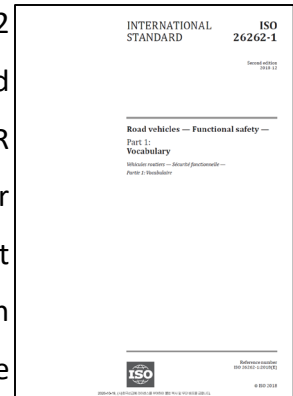 2
d
R
r
t
n
e
INTERNATIONAL STANDARD
ISO 26262-1
Second edition
2018-12
Road vehicles — Functional safety —
Part 1:
Vocabulary
Véhicules routiers — Sécurité fonctionnelle —
Partie 1: Vocabulaire
ISO
Reference number
ISO 26262-1:2018(E)
© ISO 2018